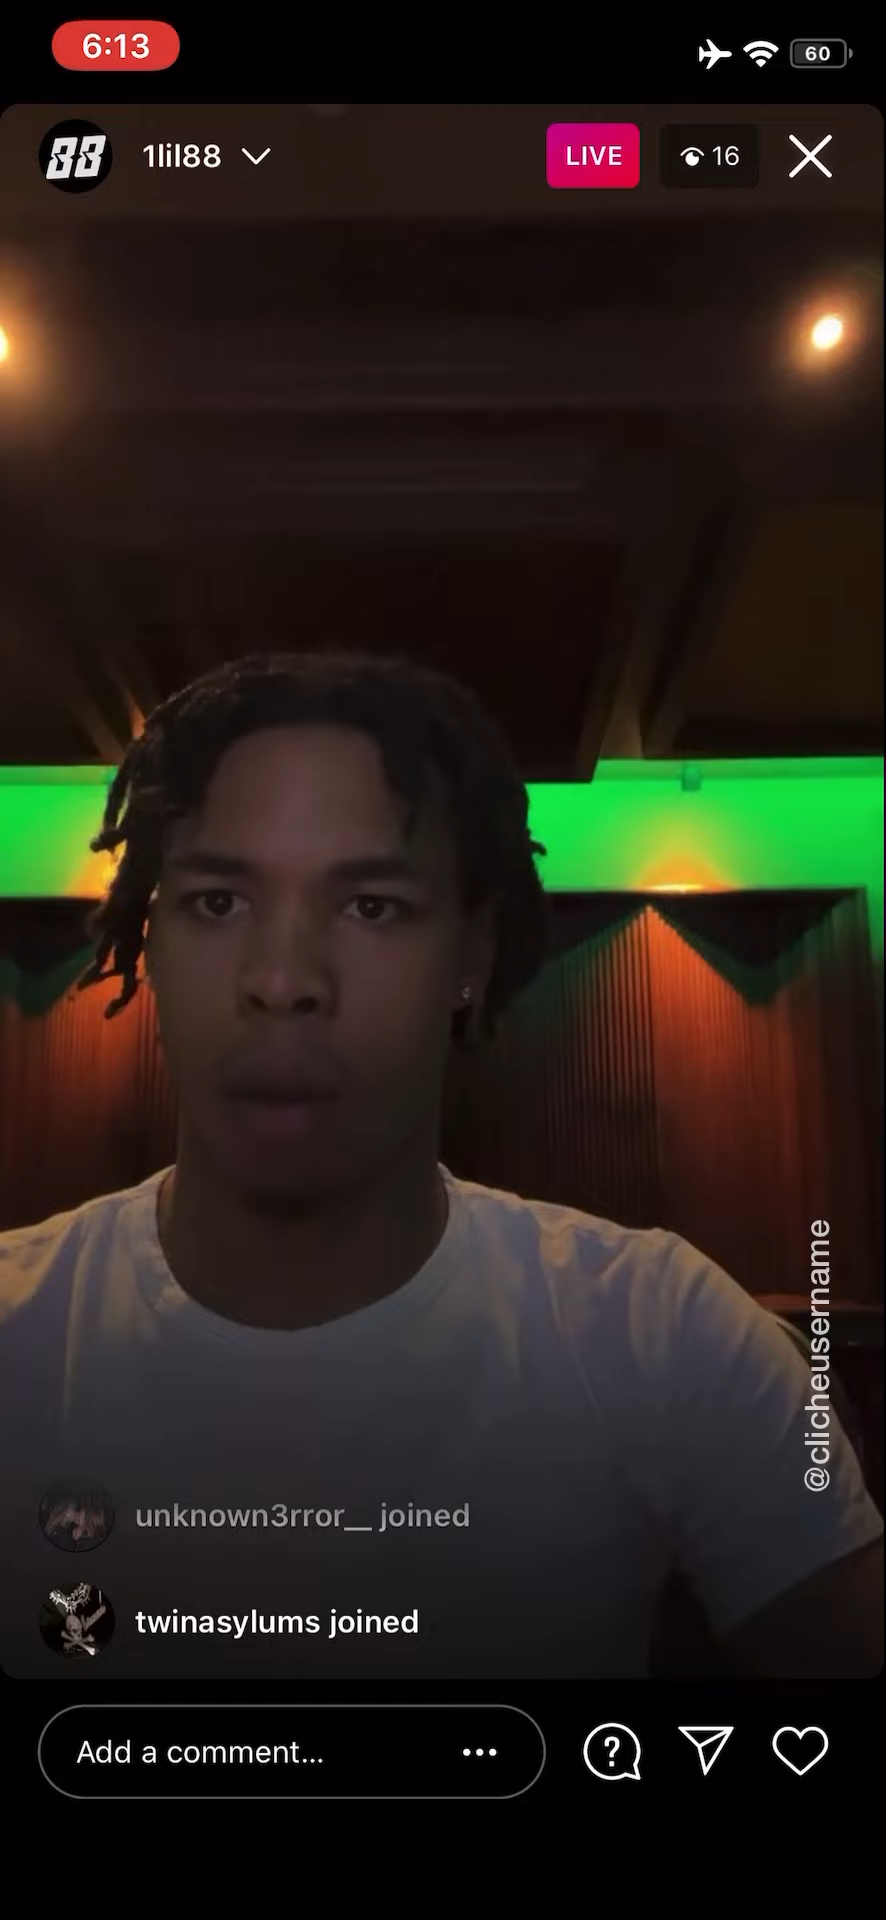 6:13
60
88
1lil88
LIVE
16
@clicheusername
unknown3rror__ joined
twinasylums joined
Add a comment...